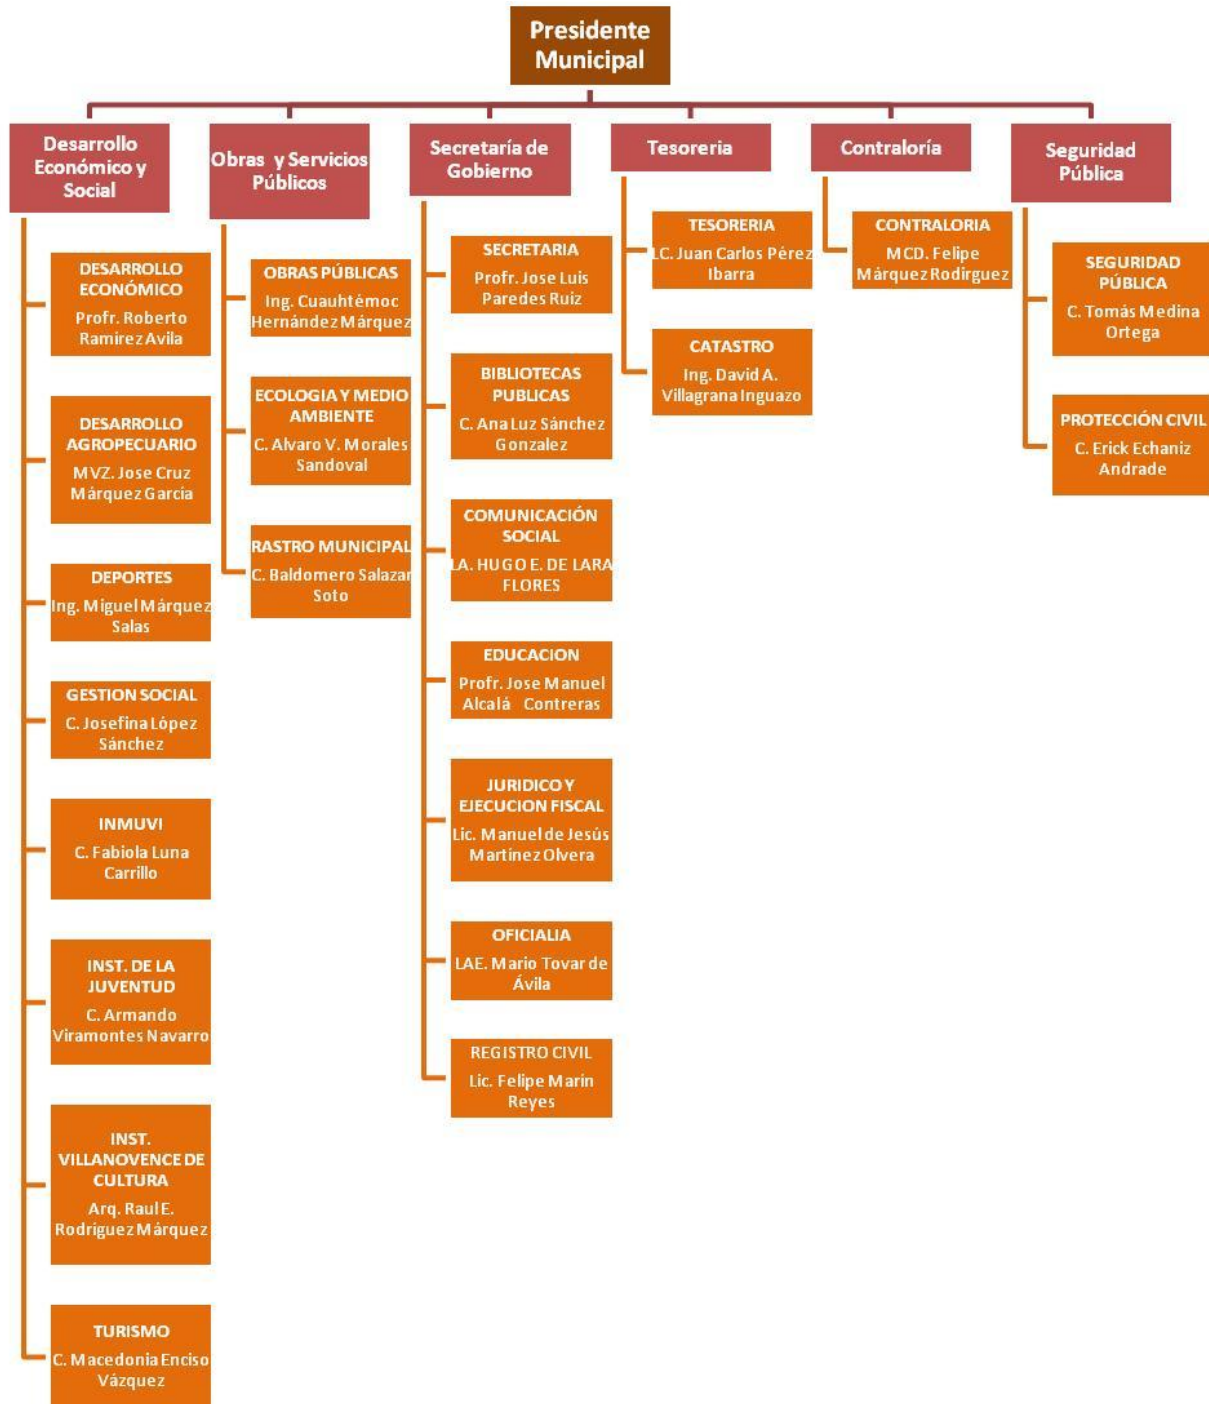 Presidente
Municipal
Desarrollo
Económico y
Social
DESARROLLO
ECONÓMICO
Profr. Roberto
Ramirez Avila
DESARROLLO
AGROPECUARIO
MVZ. Jose Cruz
Márquez García
DEPORTES
Ing. Miguel Márquez
Salas
GESTION SOCIAL
C. Josefina López
Sánchez
INMUVI
C. Fabiola Luna
Carrillo
INST. DE LA
JUVENTUD
C. Armando
Viramontes Navarro
INST.
VILLANOVENCE DE
CULTURA
Arq. Raul E.
Rodríguez Márquez
TURISMO
C. Macedonia Enciso
Vázquez
Obras y Servicios
Públicos
OBRAS PÚBLICAS
Ing. Cuauhtémoc
Hernández Márquez
ECOLOGIA Y MEDIO
AMBIENTE
C. Alvaro V. Morales
Sandoval
RASTRO MUNICIPAL
C. Baldomero Salazar
Soto
Secretaría de
Gobierno
SECRETARIA
Profr. Jose Luis
Paredes Ruiz
BIBLIOTECAS
PUBLICAS
C. Ana Luz Sánchez
Gonzalez
COMUNICACIÓN
SOCIAL
LA. HUGO E. DE LARA
FLORES
EDUCACION
Profr. Jose Manuel
Alcalá Contreras
JURIDICO Y
EJECUCION FISCAL
Lic. Manuel de Jesús
Martínez Olvera
OFICIALIA
LAE. Mario Tovar de
Ávila
REGISTRO CIVIL
Lic. Felipe Marín
Reyes
Tesoreria
TESORERIA
LC. Juan Carlos Pérez
Ibarra
CATASTRO
Ing. David A.
Villagrana Inguazo
Contraloría
CONTRALORIA
MCD. Felipe
Márquez Rodirguez
Seguridad
Pública
SEGURIDAD
PÚBLICA
C. Tomás Medina
Ortega
PROTECCIÓN CIVIL
C. Erick Echaniz
Andrade